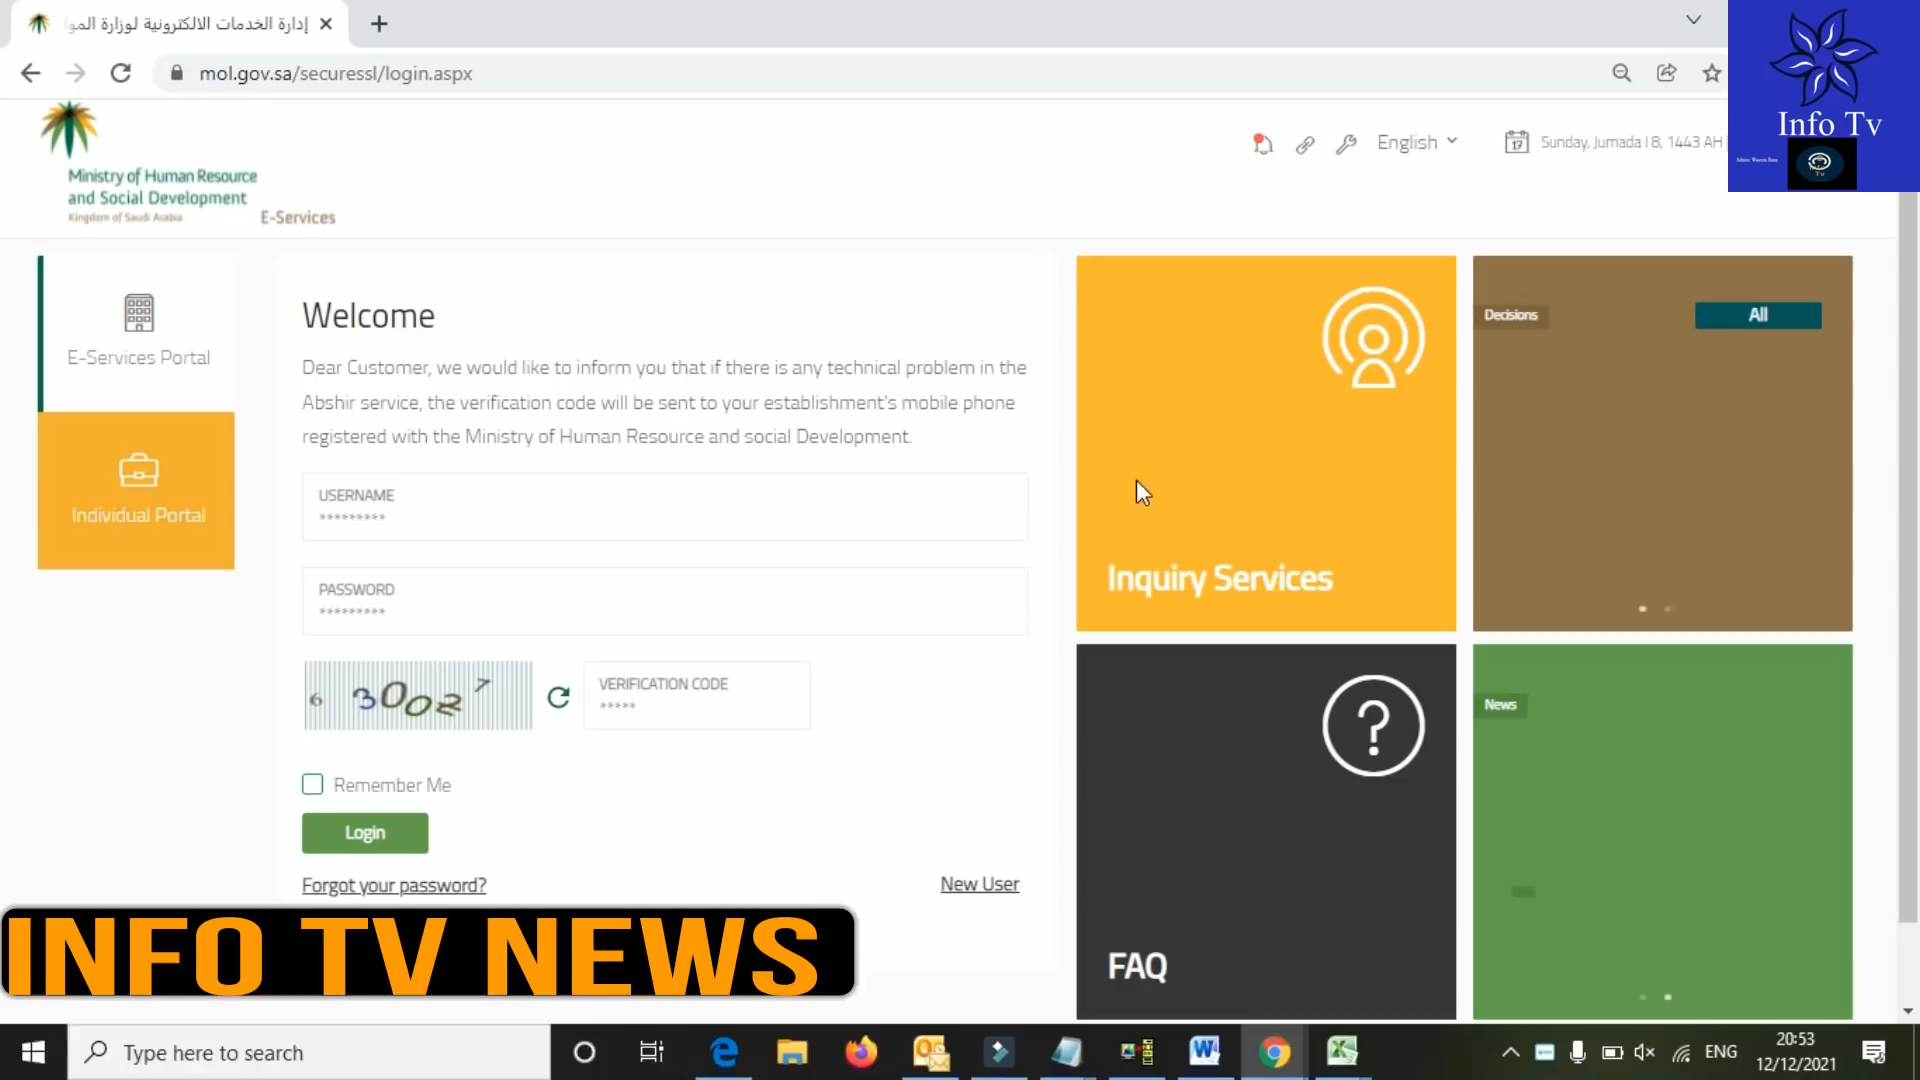 إدارة الخدمات الالكترونية لوزارة الموا
mol.gov.sa/securessl/login.aspx
Info Tv
Ministry of Human Resource
and Social Development
Kingdom of Saudi Arabia
E-Services
English
17
Sunday, Jumada I 8, 1443 AH
E-Services Portal
Individual Portal
Welcome
Dear Customer, we would like to inform you that if there is any technical problem in the
Abshir service, the verification code will be sent to your establishment's mobile phone
registered with the Ministry of Human Resource and social Development.
USERNAME
*********
PASSWORD
*********
6 3002 7
VERIFICATION CODE
*****
Remember Me
Login
Forgot your password?
New User
Inquiry Services
Decisions
All
?
FAQ
News
INFO TV NEWS
Type here to search
ENG
20:53
12/12/2021